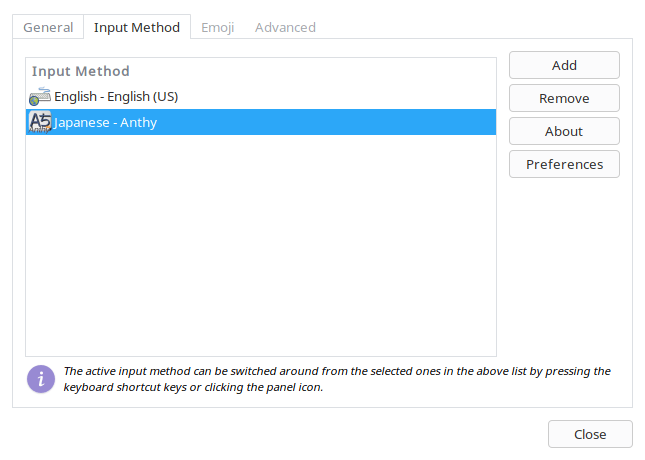 General Input Method Emoji Advanced
Input Method
English - English (US)
Japanese - Anthy
Add
Remove
About
Preferences
The active input method can be switched around from the selected ones in the above list by pressing the
keyboard shortcut keys or clicking the panel icon.
Close